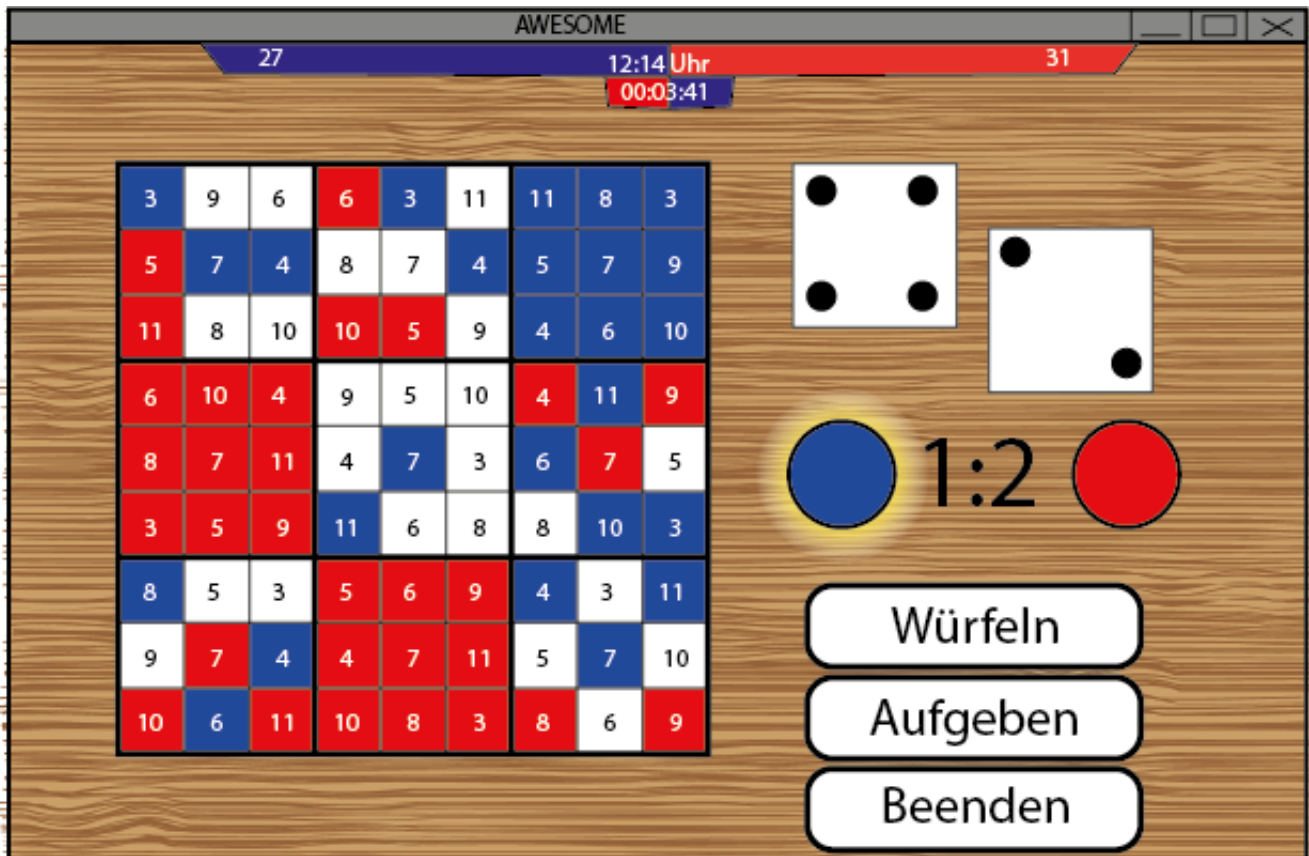 AWESOME
27 12:14 Uhr 31
00:03:41
3 9 6 6 3 11 11 8 3
5 7 4 8 7 4 5 7 9
11 8 10 10 5 9 4 6 10
6 10 4 9 5 10 4 11 9
8 7 11 4 7 3 6 7 5
3 5 9 11 6 8 8 10 3
8 5 3 5 6 9 4 3 11
9 7 4 4 7 11 5 7 10
10 6 11 10 8 3 8 6 9
1:2
Würfeln
Aufgeben
Beenden